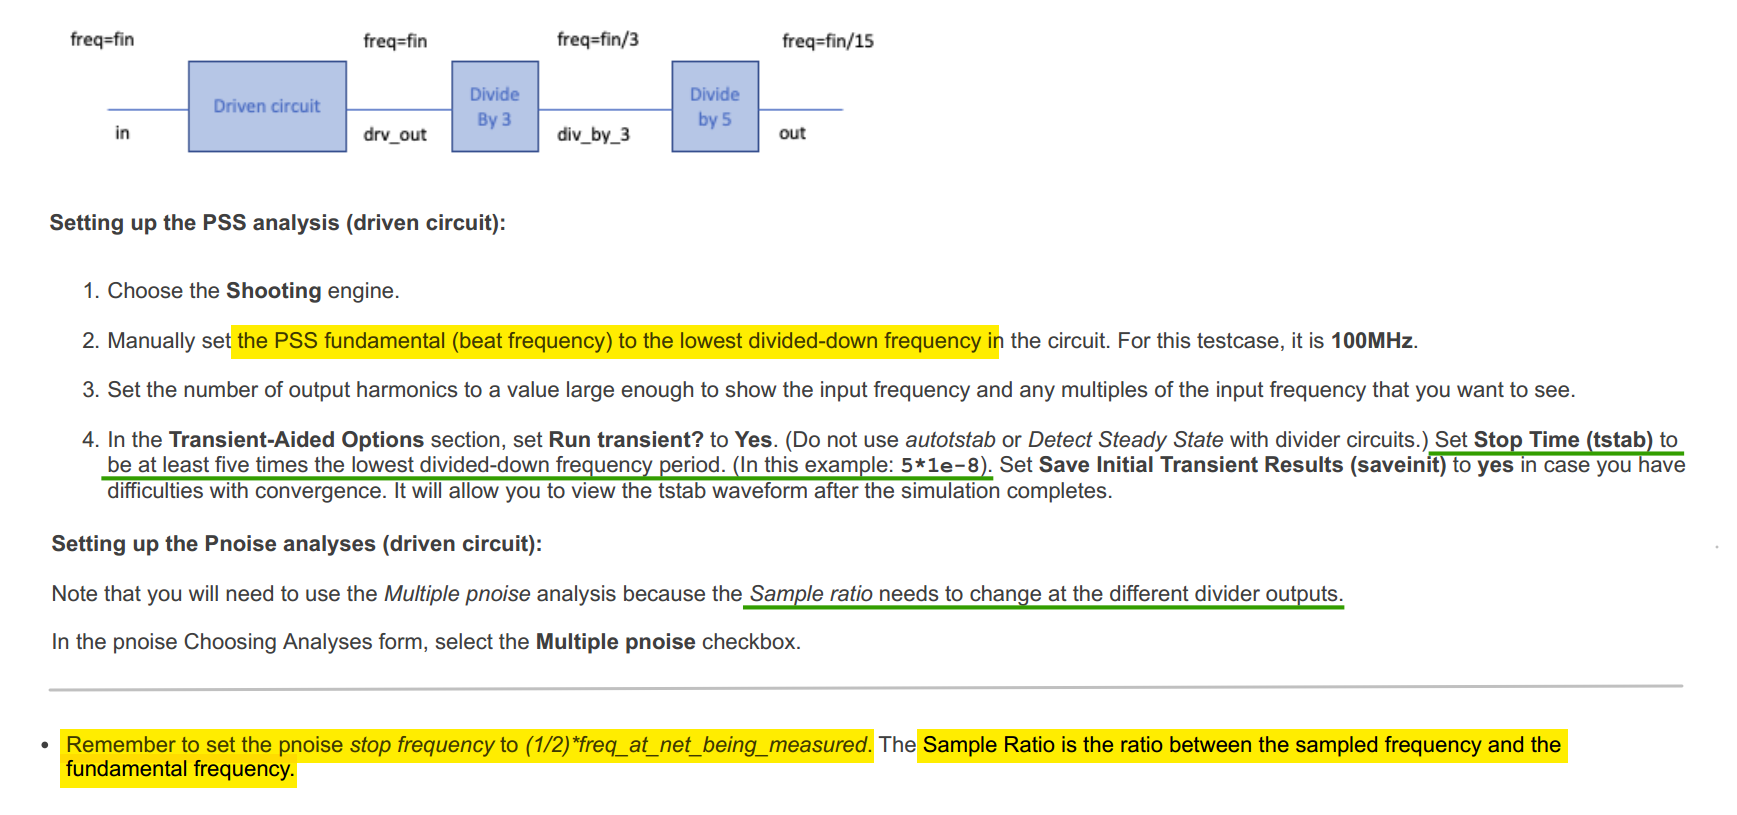 freq=fin
freq=fin
freq=fin/3
freq=fin/15
Driven circuit
Divide
By 3
Divide
by 5
in
drv_out
div_by_3
out
Setting up the PSS analysis (driven circuit):
1. Choose the Shooting engine.
2. Manually set the PSS fundamental (beat frequency) to the lowest divided-down frequency in the circuit. For this testcase, it is 100MHz.
3. Set the number of output harmonics to a value large enough to show the input frequency and any multiples of the input frequency that you want to see.
4. In the Transient-Aided Options section, set Run transient? to Yes. (Do not use autotstab or Detect Steady State with divider circuits.) Set Stop Time (tstab) to
be at least five times the lowest divided-down frequency period. (In this example: 5*1e-8). Set Save Initial Transient Results (saveinit) to yes in case you have
difficulties with convergence. It will allow you to view the tstab waveform after the simulation completes.
Setting up the Pnoise analyses (driven circuit):
Note that you will need to use the Multiple pnoise analysis because the Sample ratio needs to change at the different divider outputs.
In the pnoise Choosing Analyses form, select the Multiple pnoise checkbox.
• Remember to set the pnoise stop frequency to (1/2)*freq_at_net_being_measured. The Sample Ratio is the ratio between the sampled frequency and the
fundamental frequency.